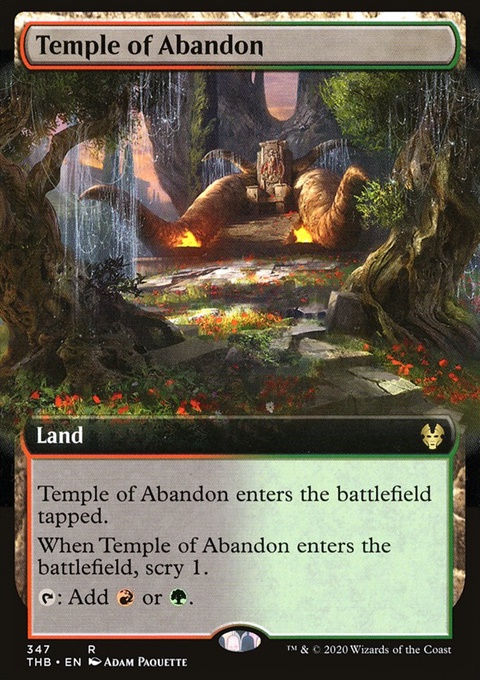 Temple of Abandon
Land
Temple of Abandon enters the battlefield
tapped.
When Temple of Abandon enters the
battlefield, scry 1.
: Add or .
347 R
THB • EN Adam Paquette
™ & © 2020 Wizards of the Coast